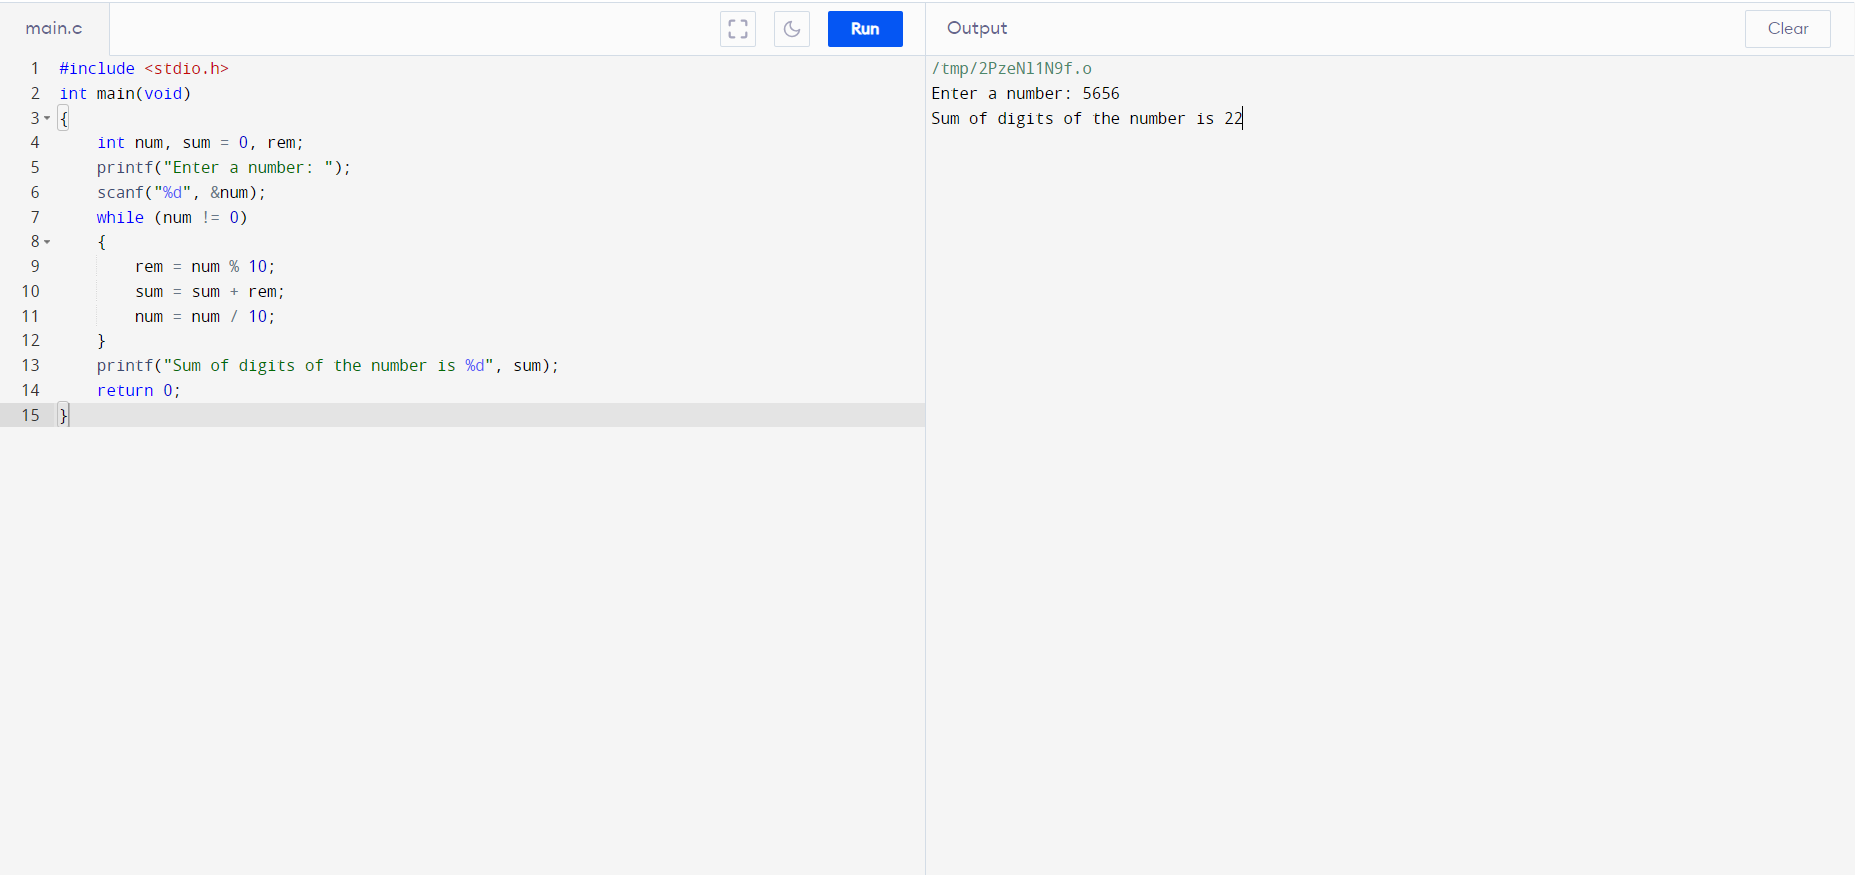 main.c
Run
1 #include <stdio.h>
2 int main(void)
3 {
4     int num, sum = 0, rem;
5     printf("Enter a number: ");
6     scanf("%d", &num);
7     while (num != 0)
8     {
9         rem = num % 10;
10         sum = sum + rem;
11         num = num / 10;
12     }
13     printf("Sum of digits of the number is %d", sum);
14     return 0;
15 }
Output
Clear
/tmp/2PzeNl1N9f.o
Enter a number: 5656
Sum of digits of the number is 22